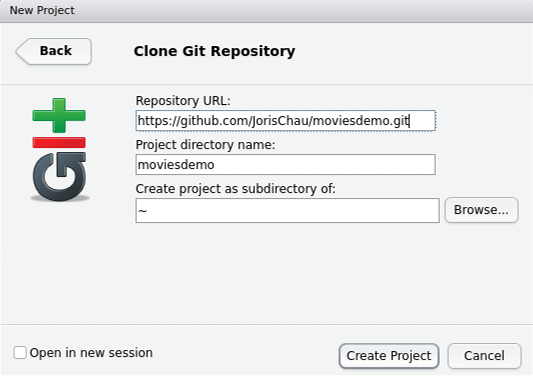 New Project
Back
Clone Git Repository
Repository URL:
https://github.com/JorisChau/moviesdemo.git
Project directory name:
moviesdemo
Create project as subdirectory of:
~
Browse...
Open in new session
Create Project
Cancel